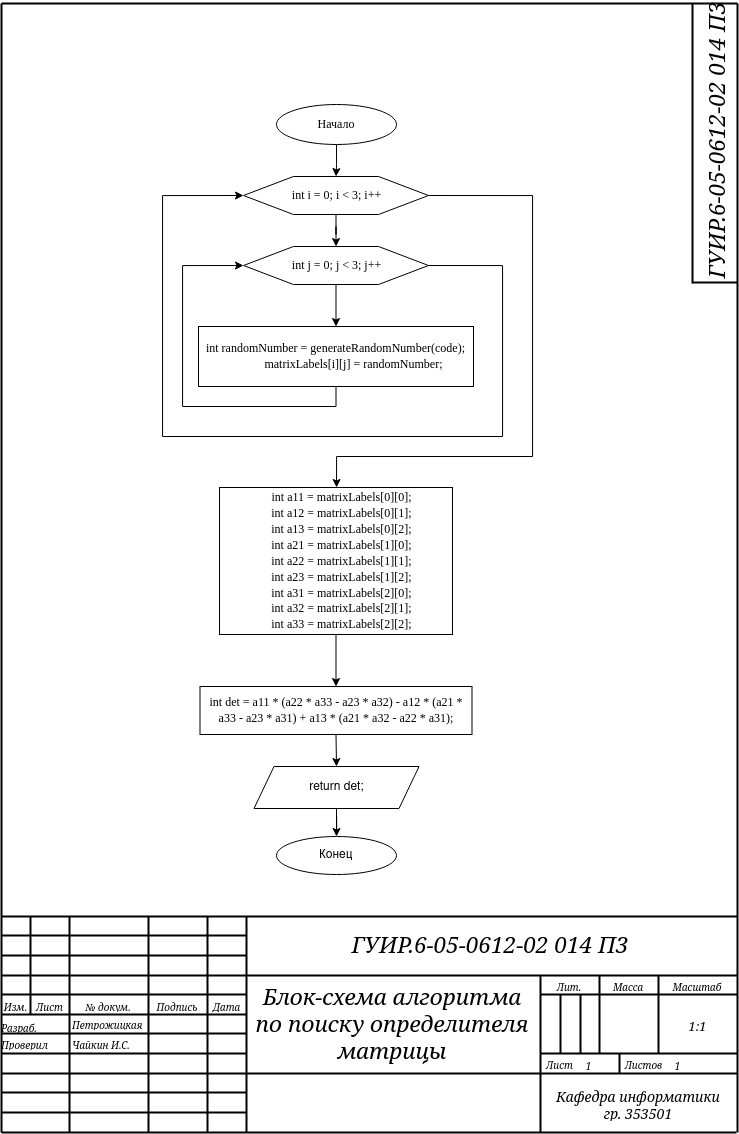 ГУИР.6-05-0612-02 014 ПЗ
Начало
int i = 0; i < 3; i++
int j = 0; j < 3; j++
int randomNumber = generateRandomNumber(code);
matrixLabels[i][j] = randomNumber;
int a11 = matrixLabels[0][0];
int a12 = matrixLabels[0][1];
int a13 = matrixLabels[0][2];
int a21 = matrixLabels[1][0];
int a22 = matrixLabels[1][1];
int a23 = matrixLabels[1][2];
int a31 = matrixLabels[2][0];
int a32 = matrixLabels[2][1];
int a33 = matrixLabels[2][2];
int det = a11 * (a22 * a33 - a23 * a32) - a12 * (a21 *
a33 - a23 * a31) + a13 * (a21 * a32 - a22 * a31);
return det;
Конец
ГУИР.6-05-0612-02 014 ПЗ
Изм. Лист № докум. Подпись Дата
Разраб. Петрожицкая
Проверил Чайкин И.С.
Блок-схема алгоритма
по поиску определителя
матрицы
Лит. Масса Масштаб
1:1
Лист 1 Листов 1
Кафедра информатики
гр. 353501